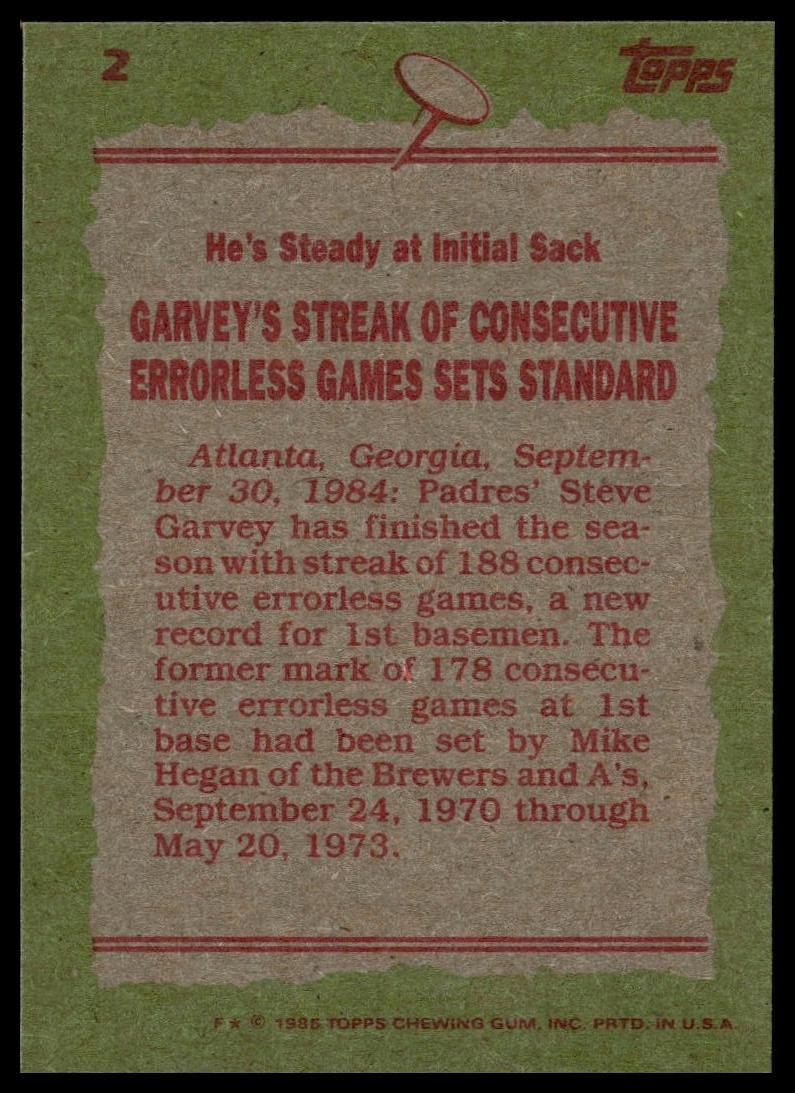 2
Topps
He's Steady at Initial Sack
GARVEY'S STREAK OF CONSECUTIVE
ERRORLESS GAMES SETS STANDARD
Atlanta, Georgia, Septem-
ber 30, 1984: Padres' Steve
Garvey has finished the sea-
son with streak of 188 consec-
utive errorless games, a new
record for 1st basemen. The
former mark of 178 consecu-
tive errorless games at 1st
base had been set by Mike
Hegan of the Brewers and A's,
September 24, 1970 through
May 20, 1973.
F★ © 1985 TOPPS CHEWING GUM, INC. PRTD. IN U.S.A.